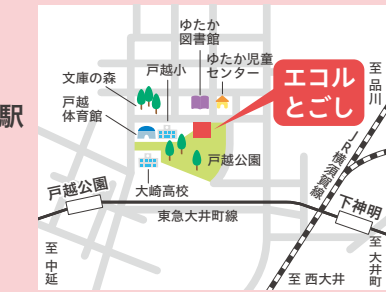 ゆたか
図書館
戸越小
ゆたか児童
センター
文庫の森
戸越
体育館
エコル
とごし
至品川
駅
JR横須賀線
戸越公園
大崎高校
戸越公園
東急大井町線
下神明
至中延
至西大井
至大井町